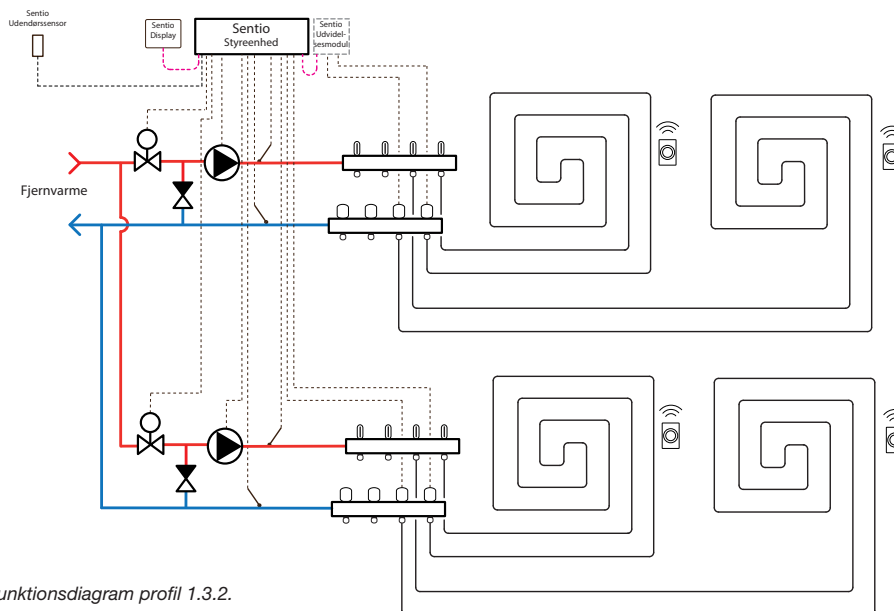 Sentio
Udendørssensor
Sentio
Display
Sentio
Styreenhed
Sentio
Udvidel-
sesmodul
Fjernvarme
unktionsdiagram profil 1.3.2.